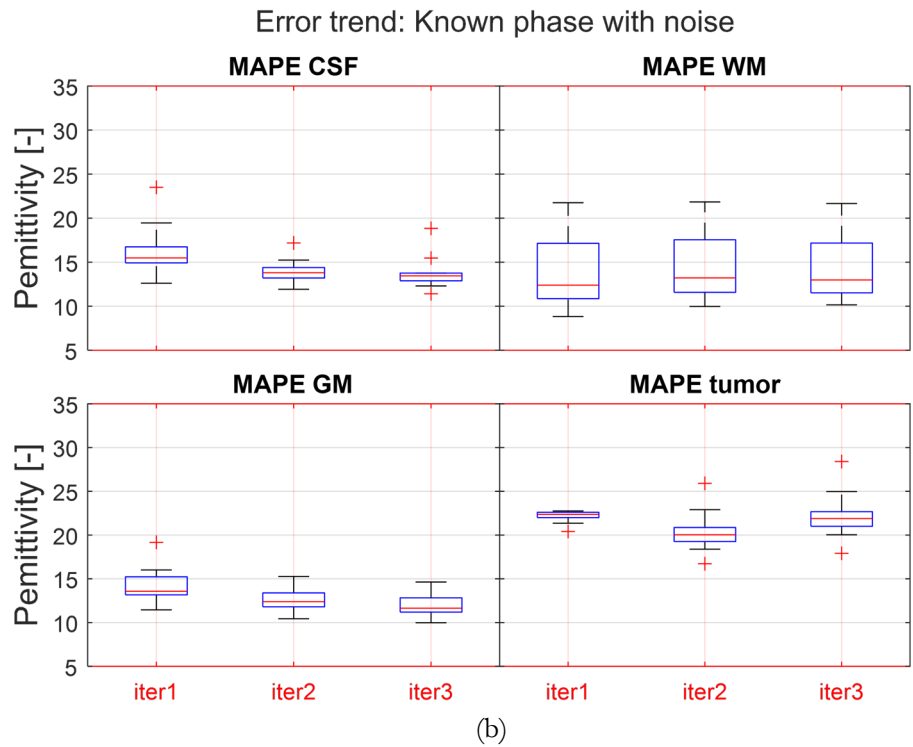 Error trend: Known phase with noise
MAPE CSF
MAPE WM
35
30
25
20
15
10
5
Pemittivity [-]
MAPE GM
MAPE tumor
35
30
25
20
15
10
5
Pemittivity [-]
iter1 iter2 iter3 iter1 iter2 iter3
(b)